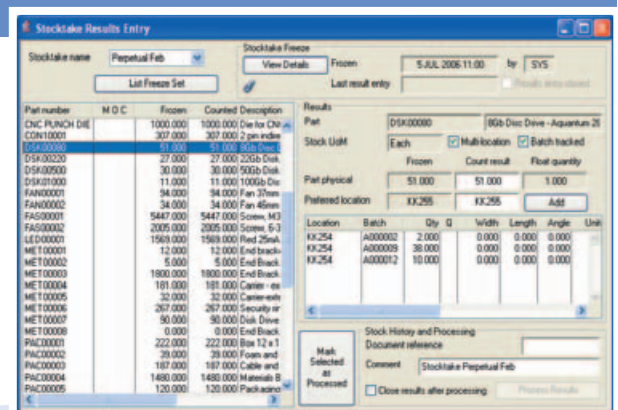 Stocktake Results Entry
Stocktake name Perpetual Feb
List Freeze Set
Stocktake Freeze
View Details Frozen 5 JUL 2006 11:00 by SYS
Last result entry Results entry closed
Part number M O C Frozen Counted Description
CNC PUNCH DIE 1000.000 1000.000 Die for CN
CON10001 307.000 307.000 2 pin indire
DSK00080 51.000 51.000 8Gb Disc D
DSK00220 27.000 27.000 22Gb Disk
DSK00500 30.000 30.000 50Gb Disk
DSK01000 11.000 11.000 100Gb Dis
FAN00001 94.000 94.000 Fan 37mm
FAN00002 34.000 34.000 Fan 46mm
FAS00001 5447.000 5447.000 Screw, M3
FAS00002 2005.000 2005.000 Screw, 6-3
LED00001 1569.000 1569.000 Red 25mA
MET00001 12.000 12.000 End brack
MET00002 5.000 5.000 End Brack
MET00003 1800.000 1800.000 End Brack
MET00004 181.000 181.000 Carrier - ex
MET00005 32.000 32.000 Carrier-exte
MET00006 267.000 267.000 Security or
MET00007 90.000 90.000 Disk Drive
MET00008 0.000 0.000 End Brack
PAC00001 222.000 222.000 Box 12 x 1
PAC00002 39.000 39.000 Foam and
PAC00003 187.000 187.000 Cable and
PAC00004 1480.000 1480.000 Materials B
PAC00005 120.000 120.000 Packaging
Results
Part DSK00080 8Gb Disc Drive - Aquantum 2
Stock UoM Each Multi-location Batch tracked
Frozen Count result Float quantity
Part physical 51.000 51.000 1.000
Preferred location KK255 KK255 Add
Location Batch Qty Q Width Length Angle Unit
KK254 A000002 2.000 0.000 0.000 0.000
KK254 A000009 38.000 0.000 0.000 0.000
KK254 A000012 10.000 0.000 0.000 0.000
Mark Selected as Processed
Stock History and Processing
Document reference
Comment Stocktake Perpetual Feb
Close results after processing Process Results